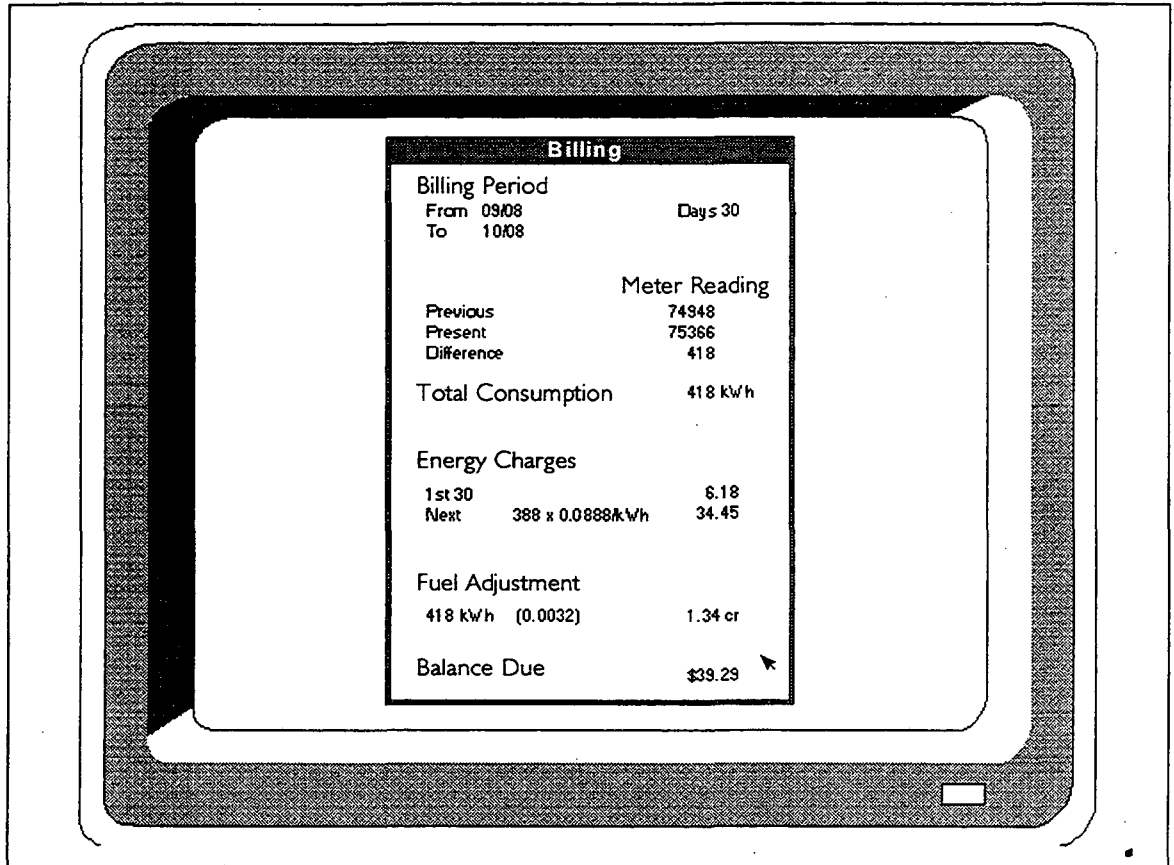 Billing
Billing Period
From 09/08 Days 30
To 10/08
Meter Reading
Previous 74948
Present 75366
Difference 418
Total Consumption 418 kWh
Energy Charges
1st 30 6.18
Next 388 x 0.0888/kWh 34.45
Fuel Adjustment
418 kWh (0.0032) 1.34 cr
Balance Due $39.29